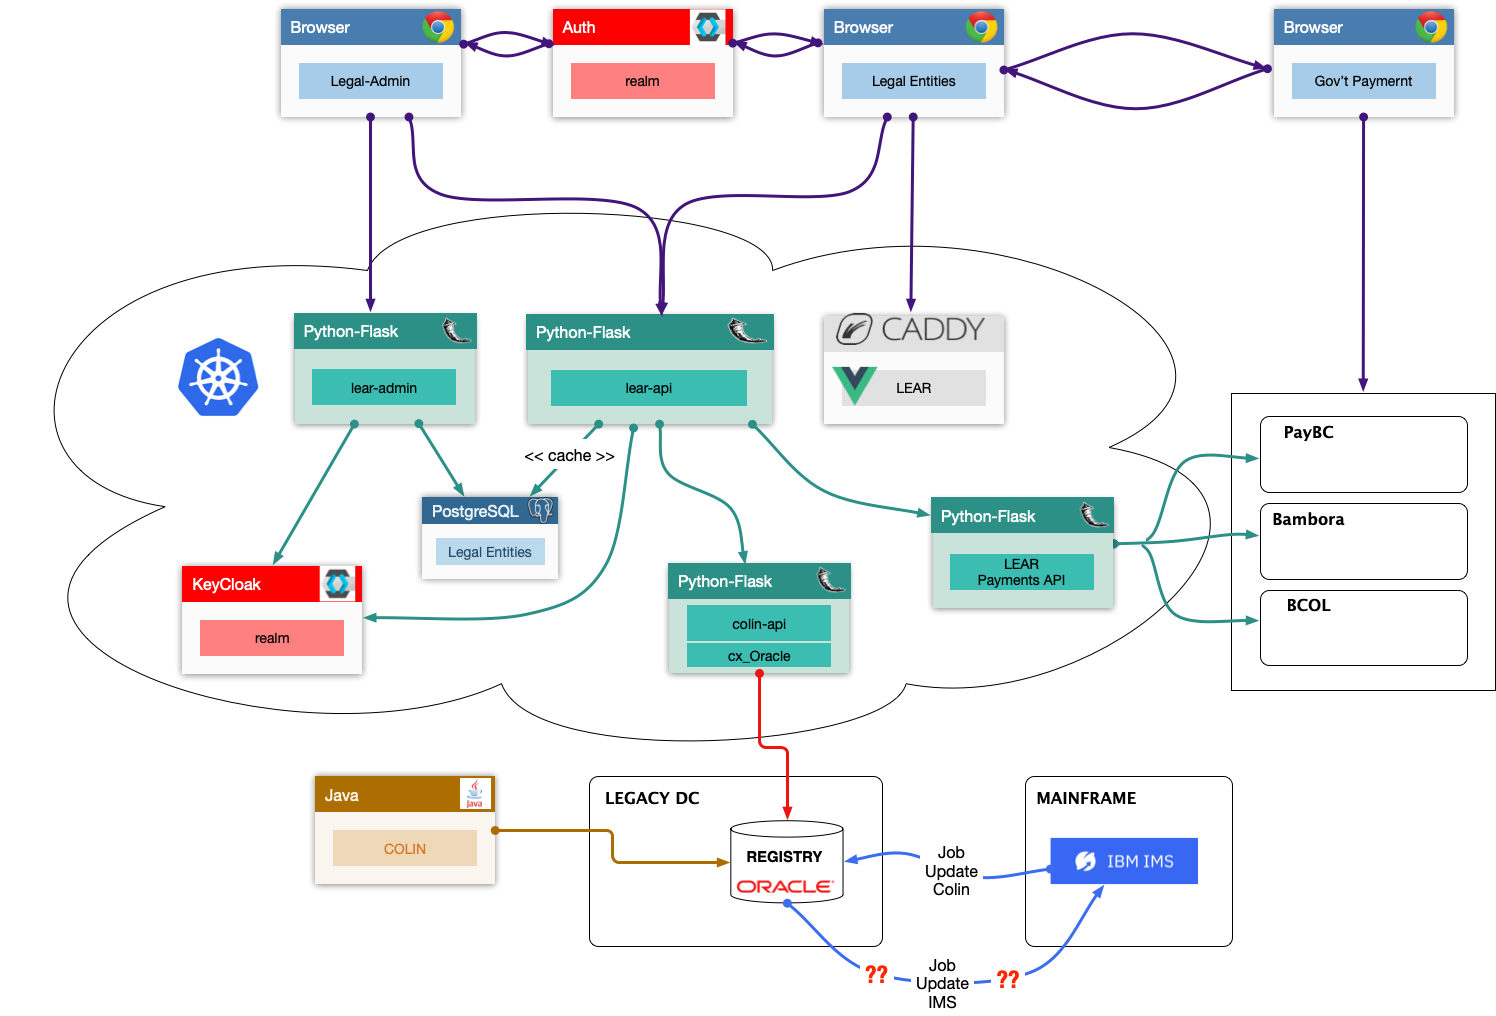 Browser
Legal-Admin
Auth
realm
Browser
Legal Entities
Browser
Gov't Paymernt
Python-Flask
lear-admin
Python-Flask
lear-api
CADDY
LEAR
<< cache >>
PostgreSQL
Legal Entities
KeyCloak
realm
Python-Flask
colin-api
cx_Oracle
Python-Flask
LEAR
Payments API
PayBC
Bambora
BCOL
Java
Java
COLIN
LEGACY DC
REGISTRY
ORACLE
MAINFRAME
IBM IMS
Job
Update
Colin
??
Job
Update
IMS
??